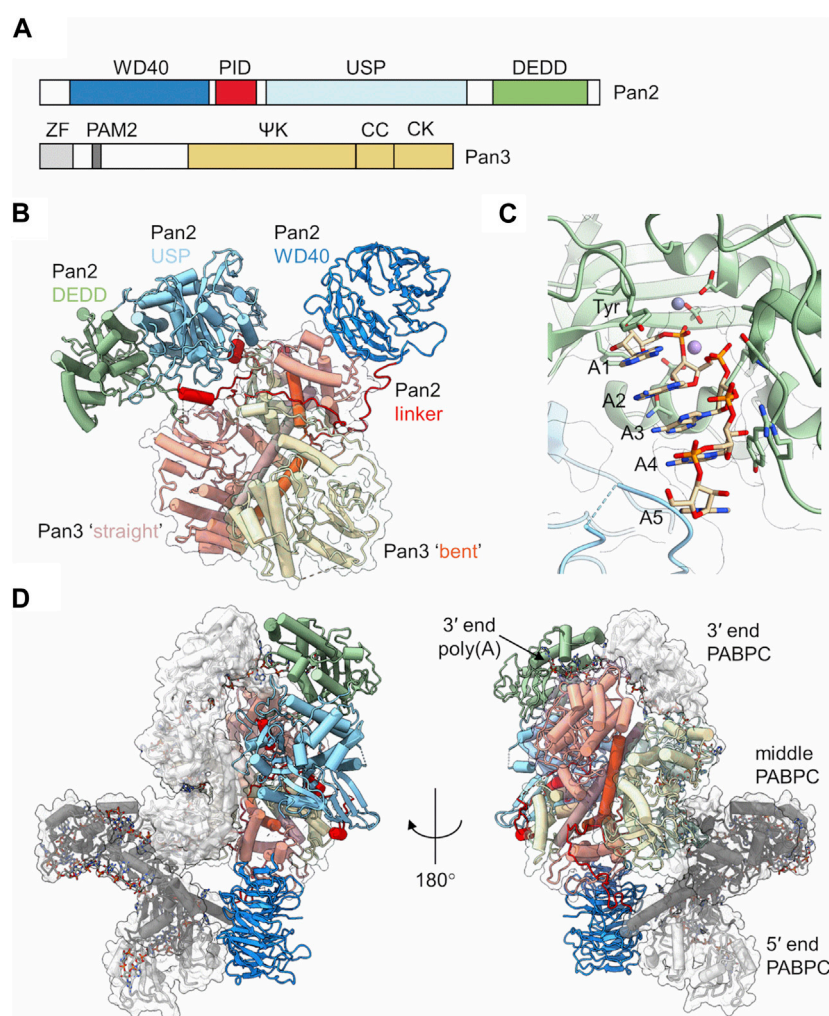 A
WD40 PID USP DEDD
Pan2
ZF PAM2 ΨK CC CK
Pan3
B
Pan2
USP
Pan2
WD40
Pan2
DEDD
Pan2
linker
Pan3 ‘straight’
Pan3 ‘bent’
C
Tyr
A1
A2
A3
A4
A5
D
3′ end
poly(A)
3′ end
PABPC
middle
PABPC
180°
5′ end
PABPC